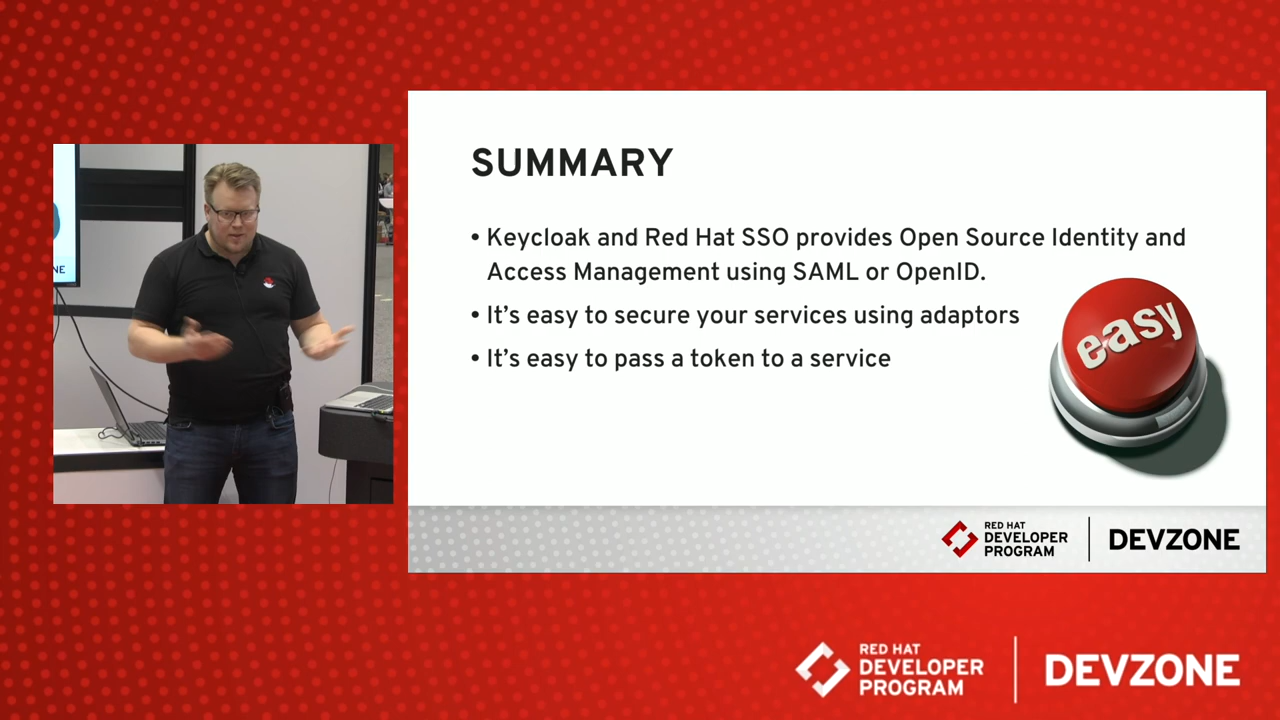 SUMMARY
• Keycloak and Red Hat SSO provides Open Source Identity and
Access Management using SAML or OpenID.
• It’s easy to secure your services using adaptors
• It’s easy to pass a token to a service
easy
NE
RED HAT
DEVELOPER
PROGRAM
DEVZONE
RED HAT
DEVELOPER
PROGRAM
DEVZONE